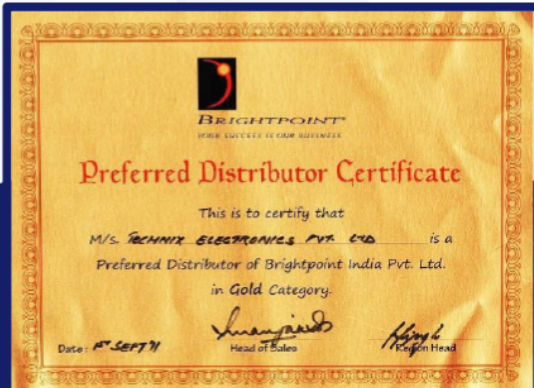 BRIGHTPOINT
YOUR SUCCESS IS OUR BUSINESS
Preferred Distributor Certificate
This is to certify that
M/s. TECHNIX ELECTRONICS PVT. LTD is a
Preferred Distributor of Brightpoint India Pvt. Ltd.
in Gold Category.
Date: SEPT
Head of Sales Region Head